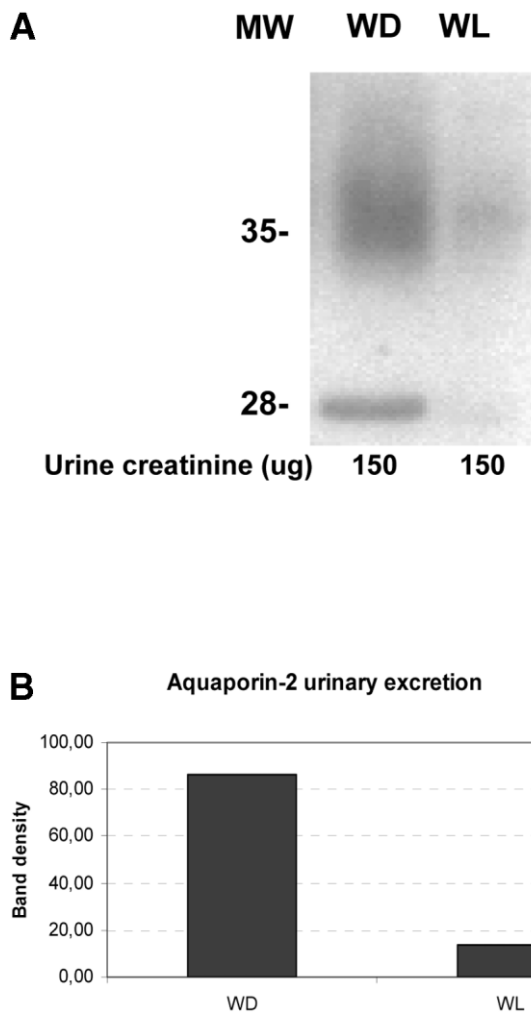 A
MW WD WL
35-
28-
Urine creatinine (ug) 150 150
B
Aquaporin-2 urinary excretion
100,00
80,00
60,00
40,00
20,00
0,00
Band density
WD WL